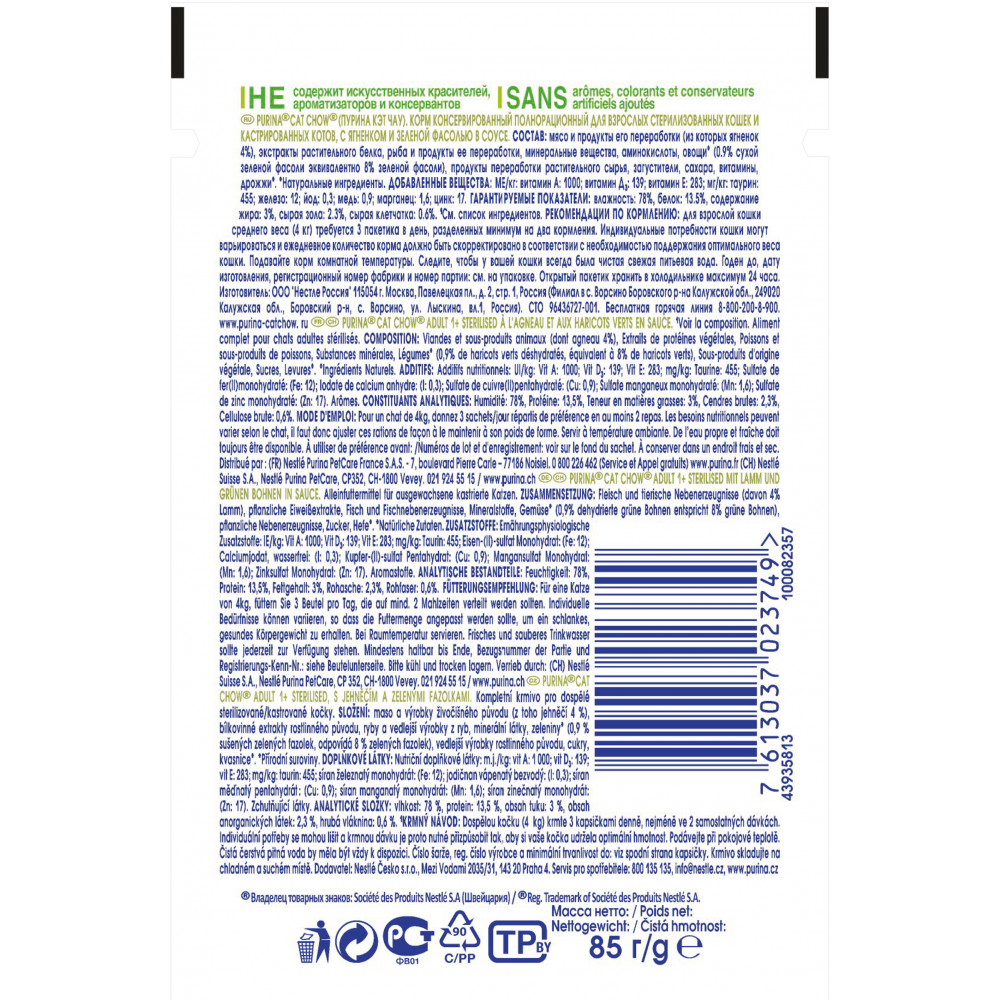 НЕ содержит искусственных красителей,
ароматизаторов и консервантов
SANS arômes, colorants et conservateurs
artificiels ajoutés
RU PURINA® CAT CHOW® (ПУРИНА КЭТ ЧАУ). КОРМ КОНСЕРВИРОВАННЫЙ ПОЛНОРАЦИОННЫЙ ДЛЯ ВЗРОСЛЫХ СТЕРИЛИЗОВАННЫХ КОШЕК И
КАСТРИРОВАННЫХ КОТОВ, С ЯГНЕНКОМ И ЗЕЛЕНОЙ ФАСОЛЬЮ В СОУСЕ. СОСТАВ: мясо и продукты его переработки (из которых ягненок
4%), экстракты растительного белка, рыба и продукты ее переработки, минеральные вещества, аминокислоты, овощи* (0.9% сухой
зеленой фасоли эквивалентно 8% зеленой фасоли), продукты переработки растительного сырья, загустители, сахара, витамины,
дрожжи*. *Натуральные ингредиенты. ДОБАВЛЕННЫЕ ВЕЩЕСТВА: МЕ/кг: витамин А: 1000; витамин Д₃: 139; витамин Е: 283; мг/кг: таурин:
455; железо: 12; йод: 0,3; медь: 0,9; марганец: 1,6; цинк: 17. ГАРАНТИРУЕМЫЕ ПОКАЗАТЕЛИ: влажность: 78%, белок: 13.5%, содержание
жира: 3%, сырая зола: 2.3%, сырая клетчатка: 0.6%. ¹См. список ингредиентов. РЕКОМЕНДАЦИИ ПО КОРМЛЕНИЮ: для взрослой кошки
среднего веса (4 кг) требуется 3 пакетика в день, разделенных минимум на два кормления. Индивидуальные потребности кошки могут
варьироваться и ежедневное количество корма должно быть скорректировано в соответствии с необходимостью поддержания оптимального веса
кошки. Подавайте корм комнатной температуры. Следите, чтобы у вашей кошки всегда была чистая свежая питьевая вода. Годен до, дату
изготовления, регистрационный номер фабрики и номер партии: см. на упаковке. Открытый пакетик хранить в холодильнике максимум 24 часа.
Изготовитель: ООО "Нестле Россия" 115054 г. Москва, Павелецкая пл., д. 2, стр. 1, Россия (Филиал в с. Ворсино Боровского р-на Калужской обл., 249020
Калужская обл., Боровский р-н, с. Ворсино, ул. Лыскина, вл.1, Россия). СТО 96436727-001. Бесплатная горячая линия 8-800-200-8-900.
www.purina-catchow. ru FR CH PURINA® CAT CHOW® ADULT 1+ STERILISED À L'AGNEAU ET AUX HARICOTS VERTS EN SAUCE. ¹Voir la composition. Aliment
complet pour chats adultes stérilisés. COMPOSITION: Viandes et sous-produits animaux (dont agneau 4%), Extraits de protéines végétales, Poissons et
sous-produits de poissons, Substances minérales, Légumes* (0,9% de haricots verts déshydratés, équivalent à 8% de haricots verts), Sous-produits d'origine
végétale, Sucres, Levures*. *Ingrédients Naturels. ADDITIFS: Additifs nutritionnels: UI/kg: Vit A: 1000; Vit D₃: 139; Vit E: 283; mg/kg: Taurine: 455; Sulfate de
fer(II)monohydraté: (Fe: 12); Iodate de calcium anhydre: (I: 0,3); Sulfate de cuivre(II)pentahydraté: (Cu: 0,9); Sulfate manganeux monohydraté: (Mn: 1,6); Sulfate
de zinc monohydraté: (Zn: 17). Arômes. CONSTITUANTS ANALYTIQUES: Humidité: 78%, Protéine: 13,5%, Teneur en matières grasses: 3%, Cendres brutes: 2,3%,
Cellulose brute: 0,6%. MODE D'EMPLOI: Pour un chat de 4kg, donnez 3 sachets/jour répartis de préférence en au moins 2 repas. Les besoins nutritionnels peuvent
varier selon le chat, il faut donc ajuster ces rations de façon à le maintenir à son poids de forme. Servir à température ambiante. De l'eau propre et fraîche doit
toujours être disponible. À utiliser de préférence avant: /Numéros de lot et d'enregistrement: voir sur le fond du sachet. À conserver dans un endroit frais et sec.
Distribué par : (FR) Nestlé Purina PetCare France S.A.S. - 7, boulevard Pierre Carle – 77186 Noisiel. 0 800 226 462 (Service et Appel gratuits) www.purina.fr (CH) Nestlé
Suisse S.A., Nestlé Purina PetCare, CP352, CH-1800 Vevey. 021 924 55 15 / www.purina.ch DE CH PURINA® CAT CHOW® ADULT 1+ STERILISED MIT LAMM UND
GRÜNEN BOHNEN IN SAUCE. Alleinfuttermittel für ausgewachsene kastrierte Katzen. ZUSAMMENSETZUNG: Fleisch und tierische Nebenerzeugnisse (davon 4%
Lamm), pflanzliche Eiweißextrakte, Fisch und Fischnebenerzeugnisse, Mineralstoffe, Gemüse* (0,9% dehydrierte grüne Bohnen entspricht 8% grüne Bohnen),
pflanzliche Nebenerzeugnisse, Zucker, Hefe*. *Natürliche Zutaten. ZUSATZSTOFFE: Ernährungsphysiologische
Zusatzstoffe: IE/kg: Vit A: 1000; Vit D₃: 139; Vit E: 283; mg/kg: Taurin: 455; Eisen-(II)-sulfat Monohydrat: (Fe: 12);
Calciumjodat, wasserfrei: (I: 0,3); Kupfer-(II)-sulfat Pentahydrat: (Cu: 0,9); Mangansulfat Monohydrat:
(Mn: 1,6); Zinksulfat Monohydrat: (Zn: 17). Aromastoffe. ANALYTISCHE BESTANDTEILE: Feuchtigkeit: 78%,
Protein: 13,5%, Fettgehalt: 3%, Rohasche: 2,3%, Rohfaser: 0,6%. FÜTTERUNGSEMPFEHLUNG: Für eine Katze
von 4kg, füttern Sie 3 Beutel pro Tag, die auf mind. 2 Mahlzeiten verteilt werden sollten. Individuelle
Bedürfnisse können variieren, so dass die Futtermenge angepasst werden sollte, um ein schlankes,
gesundes Körpergewicht zu erhalten. Bei Raumtemperatur servieren. Frisches und sauberes Trinkwasser
sollte jederzeit zur Verfügung stehen. Mindestens haltbar bis Ende, Bezugsnummer der Partie und
Registrierungs-Kenn-Nr.: siehe Beutelunterseite. Bitte kühl und trocken lagern. Vertrieb durch: (CH) Nestlé
Suisse S.A., Nestlé Purina PetCare, CP 352, CH-1800 Vevey. 021 924 55 15 / www.purina.ch CZ PURINA® CAT
CHOW® ADULT 1+ STERILISED, S JEHNĚČÍM A ZELENÝMI FAZOLKAMI. Kompletní krmivo pro dospělé
sterilizované/kastrované kočky. SLOŽENÍ: maso a výrobky živočišného původu (z toho jehněčí 4 %),
bílkovinné extrakty rostlinného původu, ryby a vedlejší výrobky z ryb, minerální látky, zeleniny* (0,9 %
sušených zelených fazolek, odpovídá 8 % zelených fazolek), vedlejší výrobky rostlinného původu, cukry,
kvasnice*. *Přírodní suroviny. DOPLŇKOVÉ LÁTKY: Nutriční doplňkové látky: m.j./kg: vit A: 1 000; vit D₃: 139;
vit E: 283; mg/kg: taurin: 455; síran železnatý monohydrát: (Fe: 12); jodičnan vápenatý bezvodý: (I: 0,3); síran
měďnatý pentahydrát: (Cu: 0,9); síran manganatý monohydrát: (Mn: 1,6); síran zinečnatý monohydrát:
(Zn: 17). Zchutňující látky. ANALYTICKÉ SLOŽKY: vlhkost: 78 %, protein: 13,5 %, obsah tuku: 3 %, obsah
anorganických látek: 2,3 %, hrubá vláknina: 0,6 %. ¹KRMNÝ NÁVOD: Dospělou kočku (4 kg) krmte 3 kapsičkami denně, nejméně ve 2 samostatných dávkách.
Individuální potřeby se mohou lišit a krmnou dávku je proto nutné přizpůsobit tak, aby si vaše kočka udržela optimální hmotnost. Podávejte při pokojové teplotě.
Čistá čerstvá pitná voda by měla být vždy k dispozici. Číslo šarže, reg. číslo výrobce a minimální trvanlivost do: viz spodní strana kapsičky. Krmivo skladujte na
chladném a suchém místě. Dodavatel: Nestlé Česko s.r.o., Mezi Vodami 2035/31, 143 20 Praha 4. Servis pro spotřebitele: 800 135 135, info@nestle.cz, www.purina.cz
7 613037 023749 >
100082357
43935813
®Владелец товарных знаков: Société des Produits Nestlé S.A (Швейцария) / ®Reg. Trademark of Société des Produits Nestlé S.A.
РСТ
ФВ01
90
C/PP
TP BY
Масса нетто: / Poids net:
Nettogewicht: / Čistá hmotnost:
85 г/g e